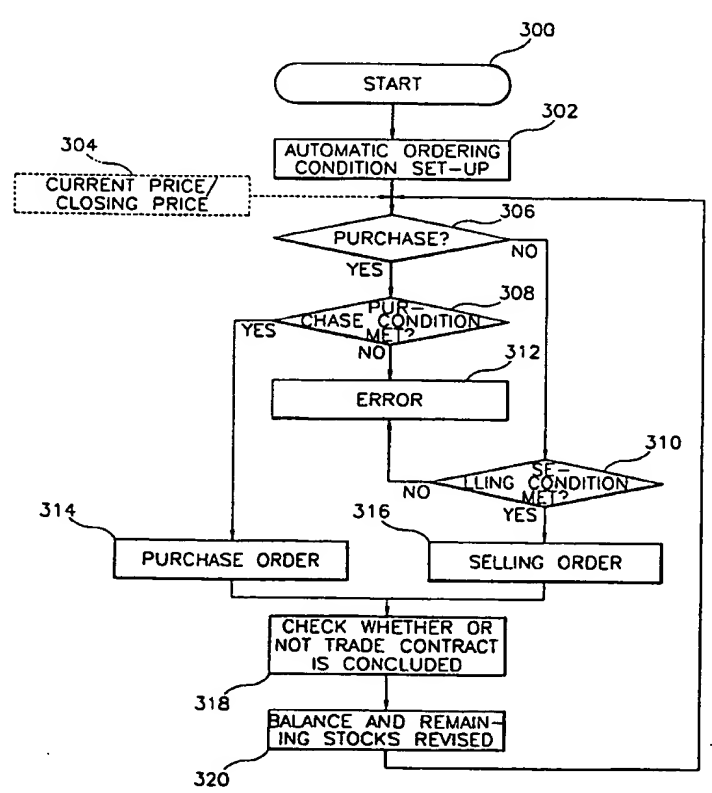 300
START
302
AUTOMATIC ORDERING
CONDITION SET-UP
304
CURRENT PRICE/
CLOSING PRICE
306
PURCHASE?
NO
YES
308
PUR-
CHASE CONDITION
MET?
YES
NO
312
ERROR
310
SE-
LLING CONDITION
MET?
NO
YES
314
PURCHASE ORDER
316
SELLING ORDER
CHECK WHETHER OR
NOT TRADE CONTRACT
IS CONCLUDED
318
BALANCE AND REMAIN-
ING STOCKS REVISED
320